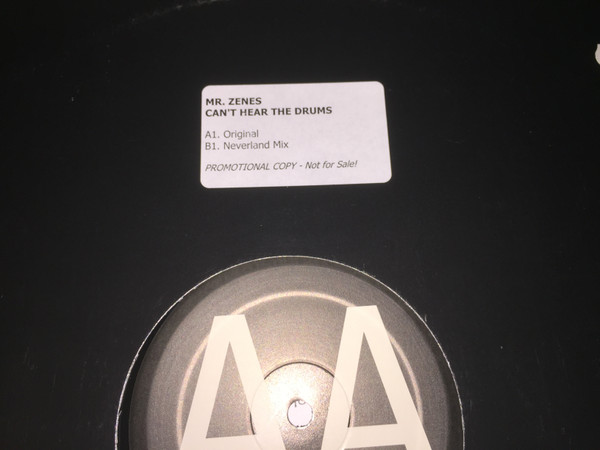 MR. ZENES
CAN'T HEAR THE DRUMS
A1. Original
B1. Neverland Mix
PROMOTIONAL COPY - Not for Sale!
AA